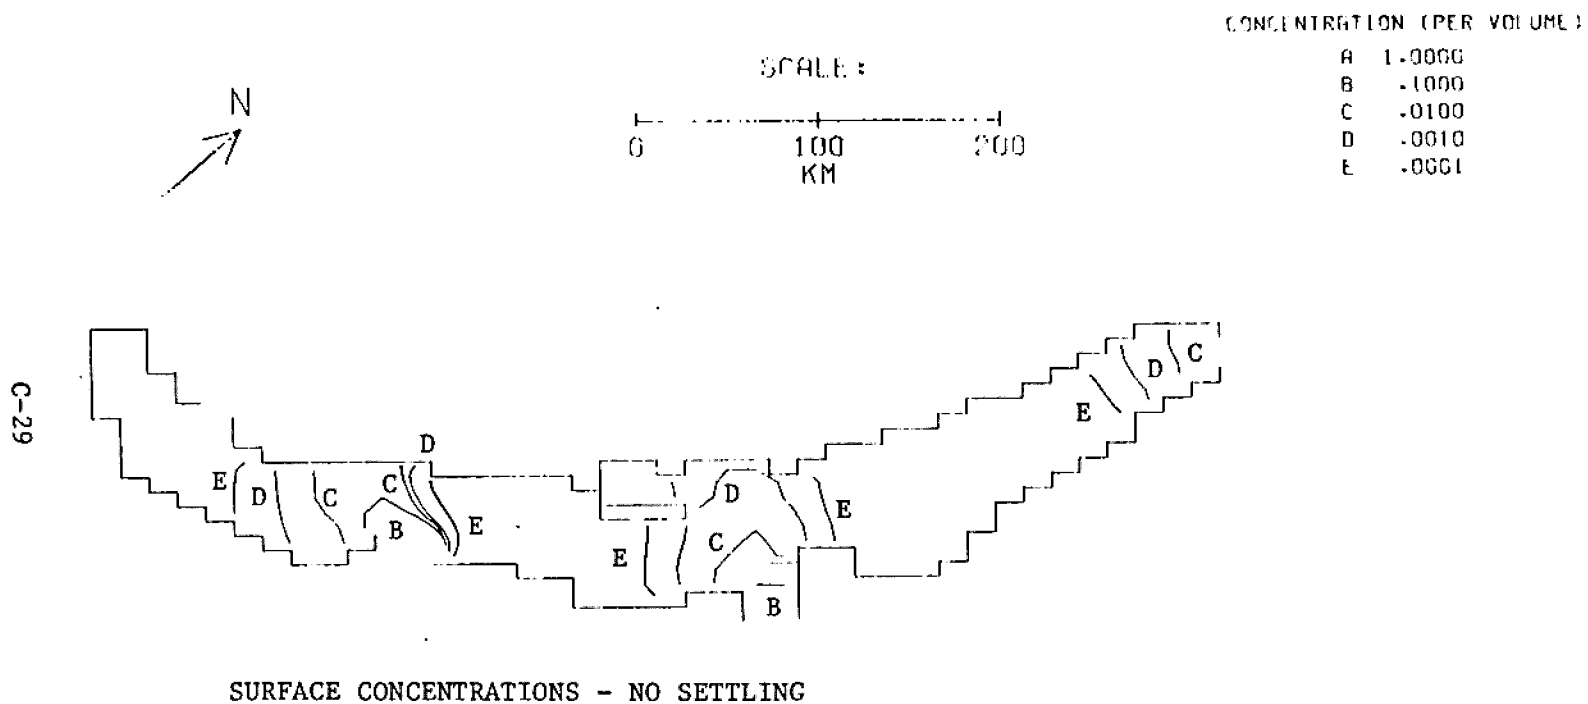 CONCENTRATION (PER VOLUME)
A 1.0000
B .1000
C .0100
D .0010
E .0001
SCALE:
0 100 200
KM
N
C-29
C
D
E
D
E
D
C
C
B
E
D
E
E
C
B
SURFACE CONCENTRATIONS - NO SETTLING